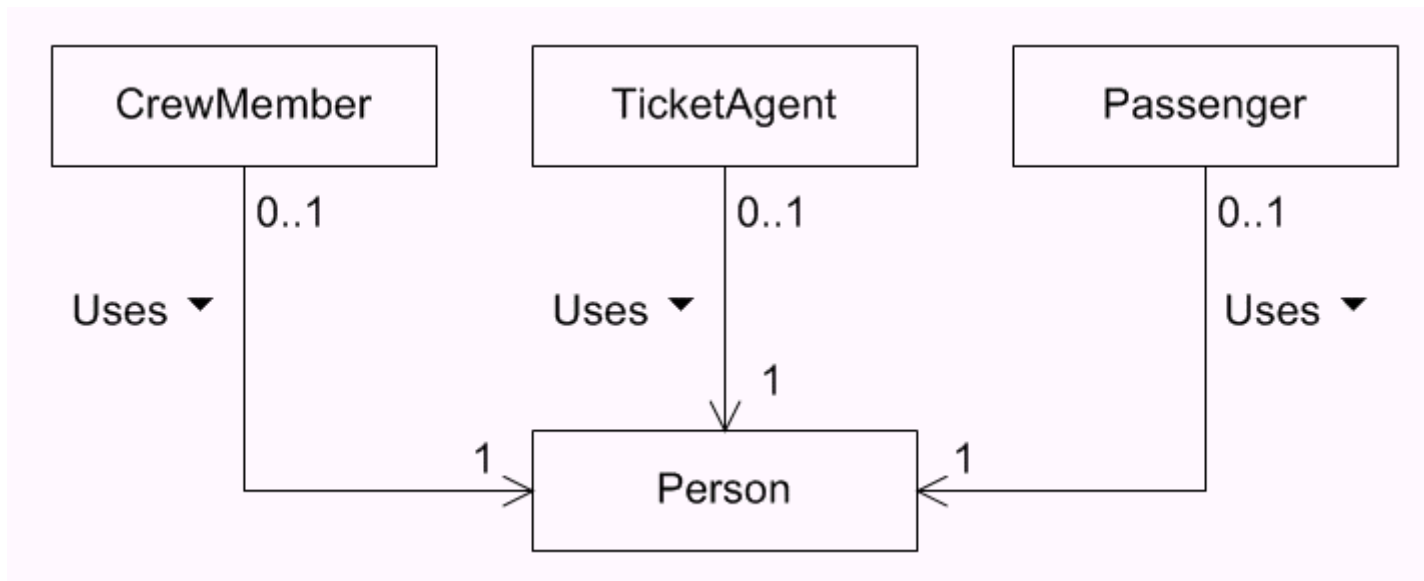 CrewMember
TicketAgent
Passenger
0..1
0..1
0..1
Uses
Uses
Uses
1
1
1
Person